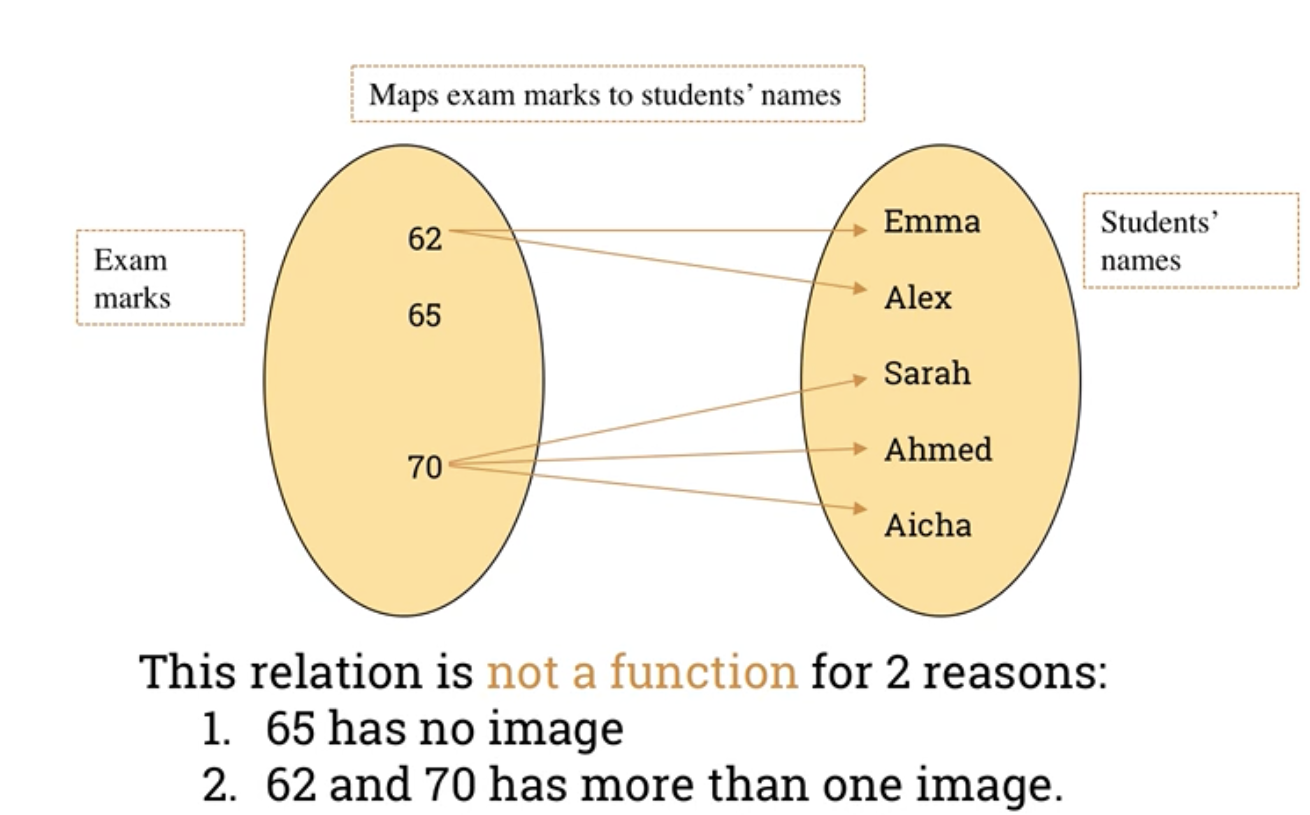 Maps exam marks to students’ names
Exam
marks
62
65
70
Emma
Alex
Sarah
Ahmed
Aicha
Students’
names
This relation is not a function for 2 reasons:
1. 65 has no image
2. 62 and 70 has more than one image.